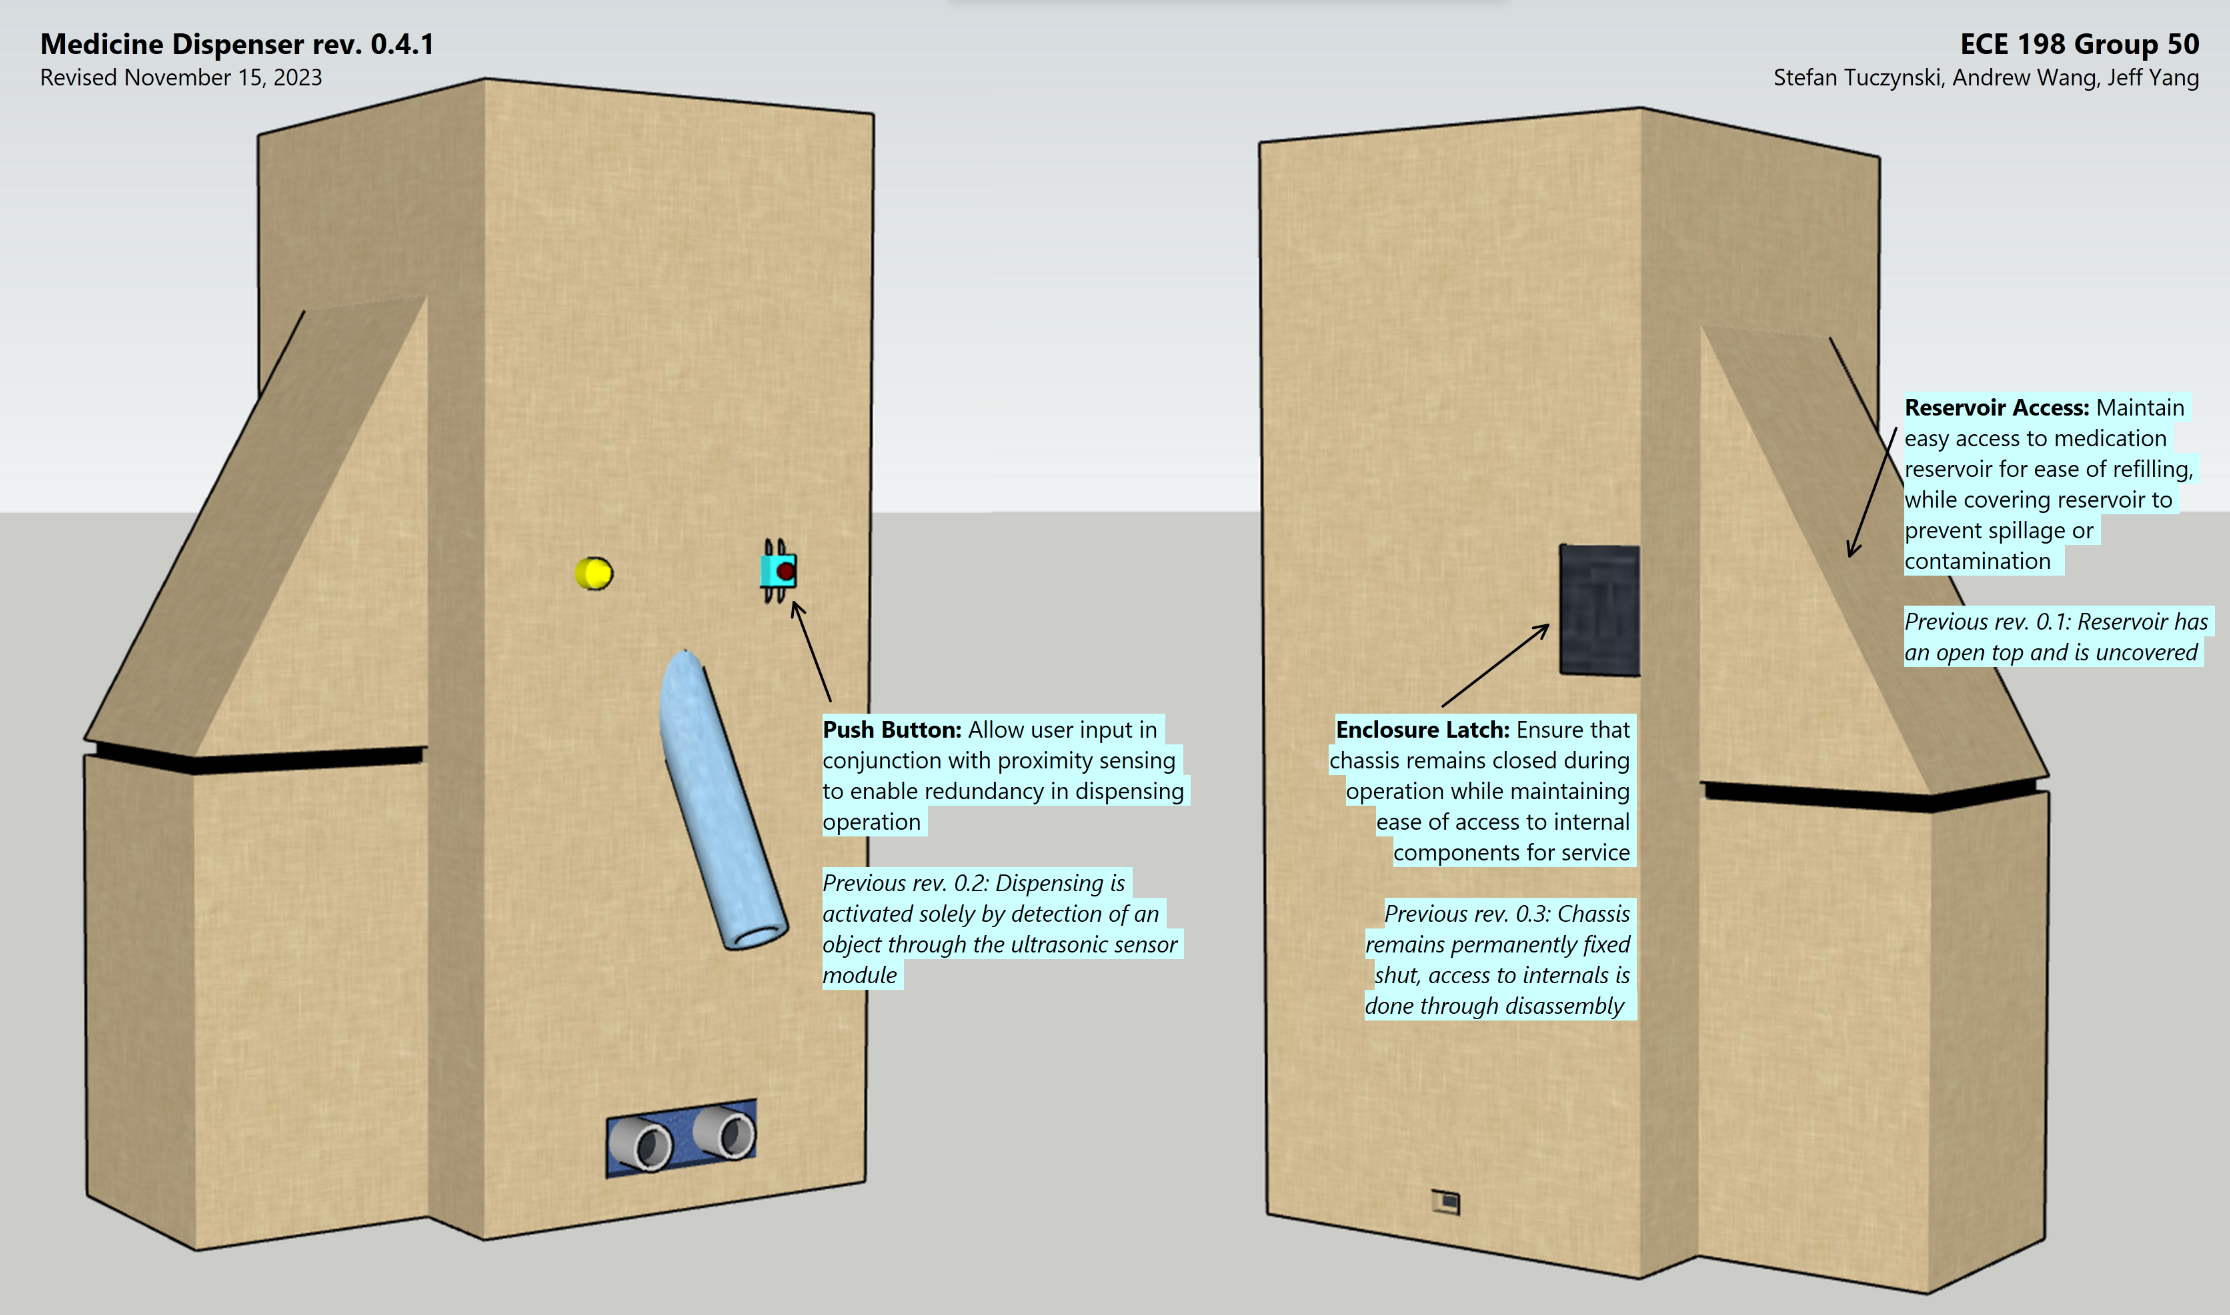 Medicine Dispenser rev. 0.4.1
Revised November 15, 2023
ECE 198 Group 50
Stefan Tuczynski, Andrew Wang, Jeff Yang
Push Button: Allow user input in
conjunction with proximity sensing
to enable redundancy in dispensing
operation
Previous rev. 0.2: Dispensing is
activated solely by detection of an
object through the ultrasonic sensor
module
Enclosure Latch: Ensure that
chassis remains closed during
operation while maintaining
ease of access to internal
components for service
Previous rev. 0.3: Chassis
remains permanently fixed
shut, access to internals is
done through disassembly
Reservoir Access: Maintain
easy access to medication
reservoir for ease of refilling,
while covering reservoir to
prevent spillage or
contamination
Previous rev. 0.1: Reservoir has
an open top and is uncovered